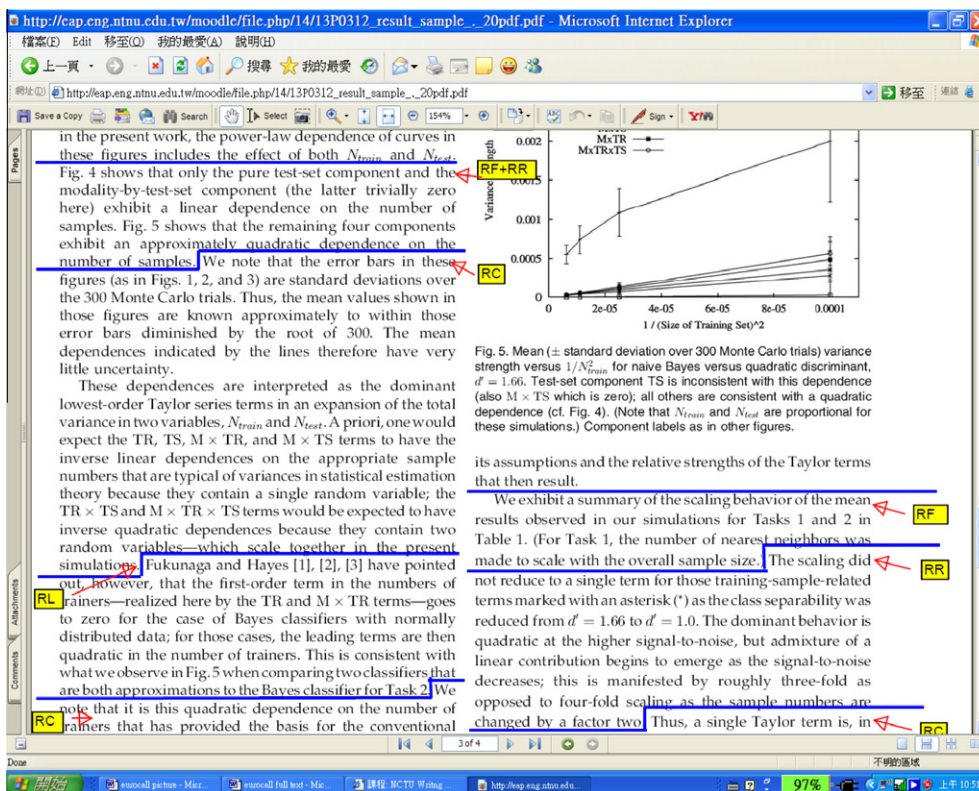 http://eap.eng.ntnu.edu.tw/moodle/file.php/14/13P0312_result_sample_._20pdf.pdf - Microsoft Internet Explorer
檔案(F) Edit 移至(O) 我的最愛(A) 說明(H)
上一頁 搜尋 我的最愛
網址(D) http://eap.eng.ntnu.edu.tw/moodle/file.php/14/13P0312_result_sample_._20pdf.pdf 移至 連結
Save a Copy Search Select 154% Sign Y!
Pages
Attachments
Comments
in the present work, the power-law dependence of curves in
these figures includes the effect of both N_train and N_test.
Fig. 4 shows that only the pure test-set component and the
modality-by-test-set component (the latter trivially zero
here) exhibit a linear dependence on the number of
samples. Fig. 5 shows that the remaining four components
exhibit an approximately quadratic dependence on the
number of samples. We note that the error bars in these
figures (as in Figs. 1, 2, and 3) are standard deviations over
the 300 Monte Carlo trials. Thus, the mean values shown in
those figures are known approximately to within those
error bars diminished by the root of 300. The mean
dependences indicated by the lines therefore have very
little uncertainty.
These dependences are interpreted as the dominant
lowest-order Taylor series terms in an expansion of the total
variance in two variables, N_train and N_test. A priori, one would
expect the TR, TS, M × TR, and M × TS terms to have the
inverse linear dependences on the appropriate sample
numbers that are typical of variances in statistical estimation
theory because they contain a single random variable; the
TR × TS and M × TR × TS terms would be expected to have
inverse quadratic dependences because they contain two
random variables—which scale together in the present
simulations. Fukunaga and Hayes [1], [2], [3] have pointed
out, however, that the first-order term in the numbers of
trainers—realized here by the TR and M × TR terms—goes
to zero for the case of Bayes classifiers with normally
distributed data; for those cases, the leading terms are then
quadratic in the number of trainers. This is consistent with
what we observe in Fig. 5 when comparing two classifiers that
are both approximations to the Bayes classifier for Task 2. We
note that it is this quadratic dependence on the number of
trainers that has provided the basis for the conventional
RF+RR
RC
RL
RC
MxTR
MxTRxTS
0.002
0.0015
0.001
0.0005
0
0 2e-05 4e-05 6e-05 8e-05 0.0001
1 / (Size of Training Set)^2
Fig. 5. Mean (± standard deviation over 300 Monte Carlo trials) variance
strength versus 1/N²_train for naive Bayes versus quadratic discriminant,
d′ = 1.66. Test-set component TS is inconsistent with this dependence
(also M × TS which is zero); all others are consistent with a quadratic
dependence (cf. Fig. 4). (Note that N_train and N_test are proportional for
these simulations.) Component labels as in other figures.
its assumptions and the relative strengths of the Taylor terms
that then result.
We exhibit a summary of the scaling behavior of the mean
results observed in our simulations for Tasks 1 and 2 in
Table 1. (For Task 1, the number of nearest neighbors was
made to scale with the overall sample size.) The scaling did
not reduce to a single term for those training-sample-related
terms marked with an asterisk (*) as the class separability was
reduced from d′ = 1.66 to d′ = 1.0. The dominant behavior is
quadratic at the higher signal-to-noise, but admixture of a
linear contribution begins to emerge as the signal-to-noise
decreases; this is manifested by roughly three-fold as
opposed to four-fold scaling as the sample numbers are
changed by a factor two. Thus, a single Taylor term is, in
RF
RR
RC
3 of 4
Done 不明的區域
開始 eurocall picture - Micr... eurocall full text - Mic... 課程: NCTU Writing ... http://eap.eng.ntnu.edu... 97%